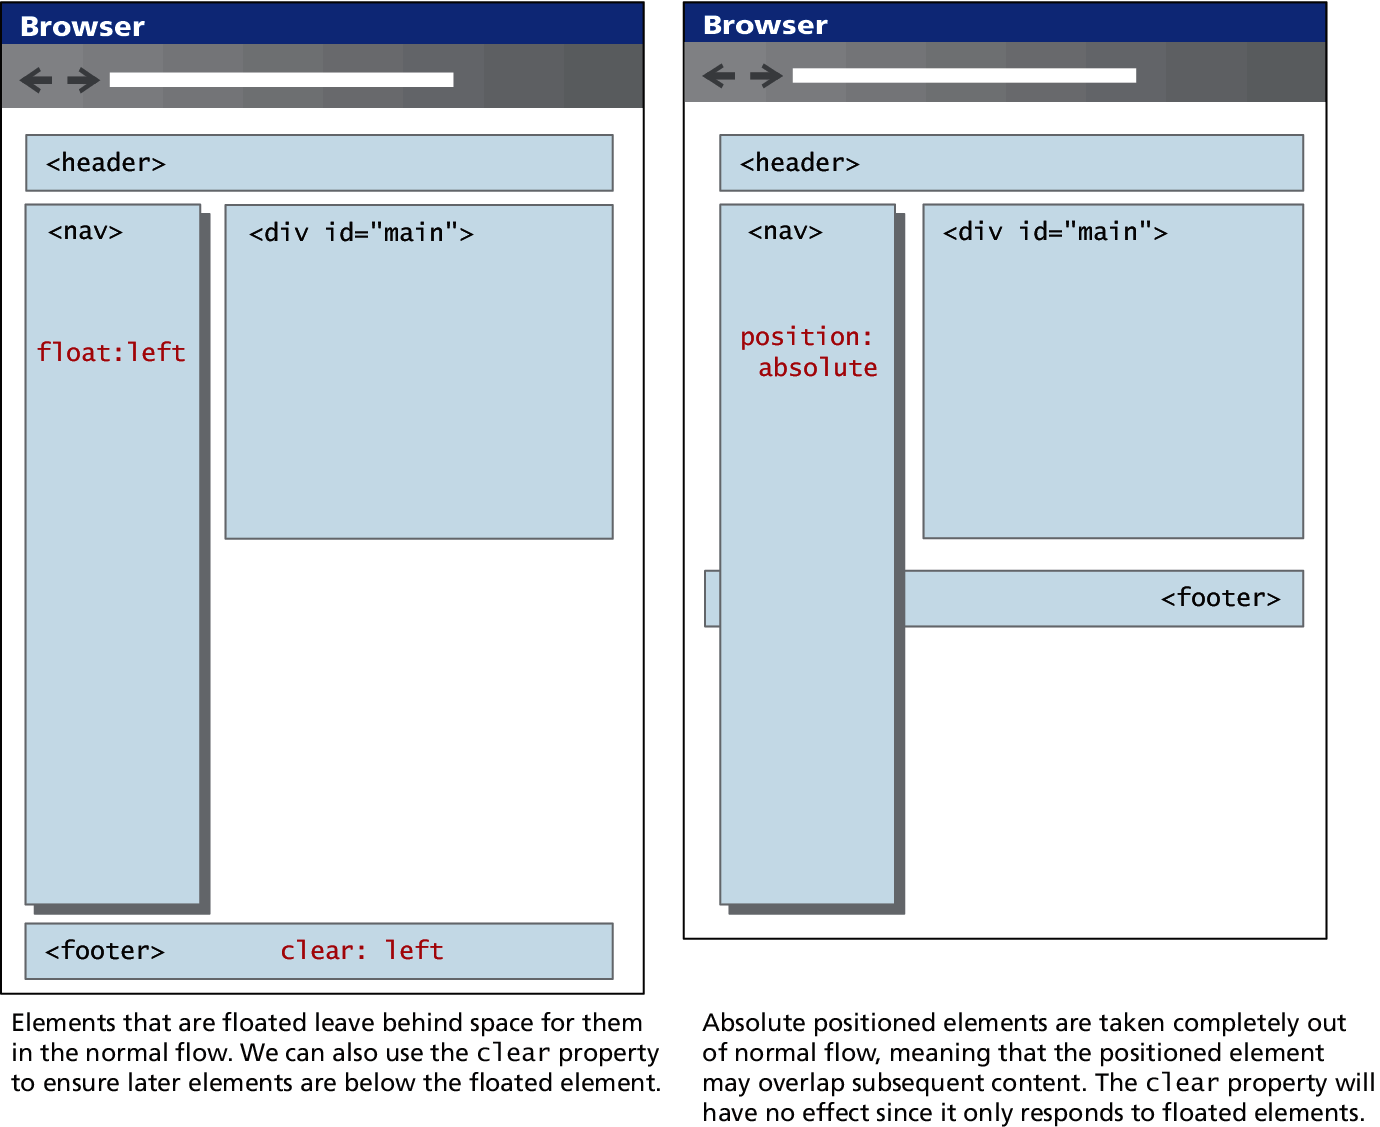 Browser
<header>
<nav>
<div id="main">
float:left
<footer>
clear: left
Elements that are floated leave behind space for them
in the normal flow. We can also use the clear property
to ensure later elements are below the floated element.
Browser
<header>
<nav>
<div id="main">
position:
absolute
<footer>
Absolute positioned elements are taken completely out
of normal flow, meaning that the positioned element
may overlap subsequent content. The clear property will
have no effect since it only responds to floated elements.